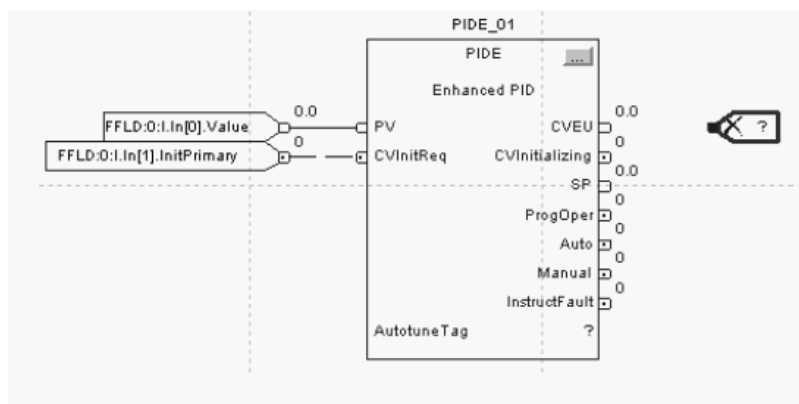 PIDE_01
PIDE ...
Enhanced PID
FFLD:0:I.In[0].Value 0.0 PV CVEU 0.0 ?
FFLD:0:I.In[1].InitPrimary 0 CVInitReq CVInitializing 0
SP 0.0
ProgOper 0
Auto 0
Manual 0
InstructFault 0
AutotuneTag ?